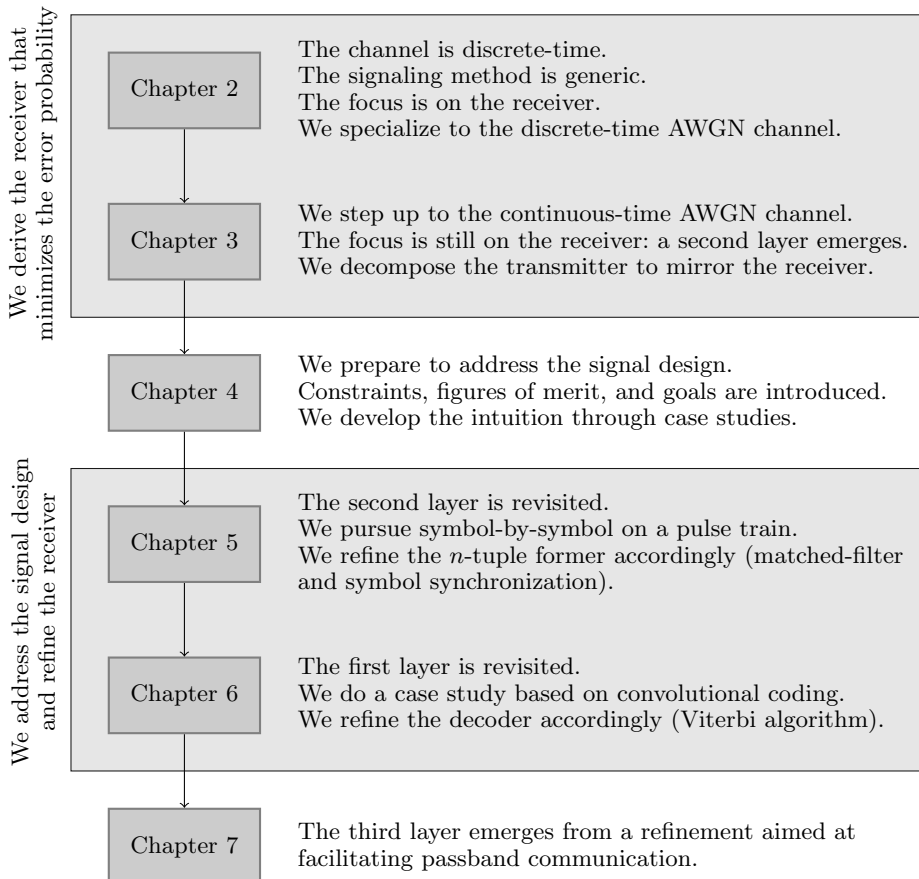 We derive the receiver that
minimizes the error probability
Chapter 2
The channel is discrete-time.
The signaling method is generic.
The focus is on the receiver.
We specialize to the discrete-time AWGN channel.
Chapter 3
We step up to the continuous-time AWGN channel.
The focus is still on the receiver: a second layer emerges.
We decompose the transmitter to mirror the receiver.
Chapter 4
We prepare to address the signal design.
Constraints, figures of merit, and goals are introduced.
We develop the intuition through case studies.
We address the signal design
and refine the receiver
Chapter 5
The second layer is revisited.
We pursue symbol-by-symbol on a pulse train.
We refine the n-tuple former accordingly (matched-filter
and symbol synchronization).
Chapter 6
The first layer is revisited.
We do a case study based on convolutional coding.
We refine the decoder accordingly (Viterbi algorithm).
Chapter 7
The third layer emerges from a refinement aimed at
facilitating passband communication.